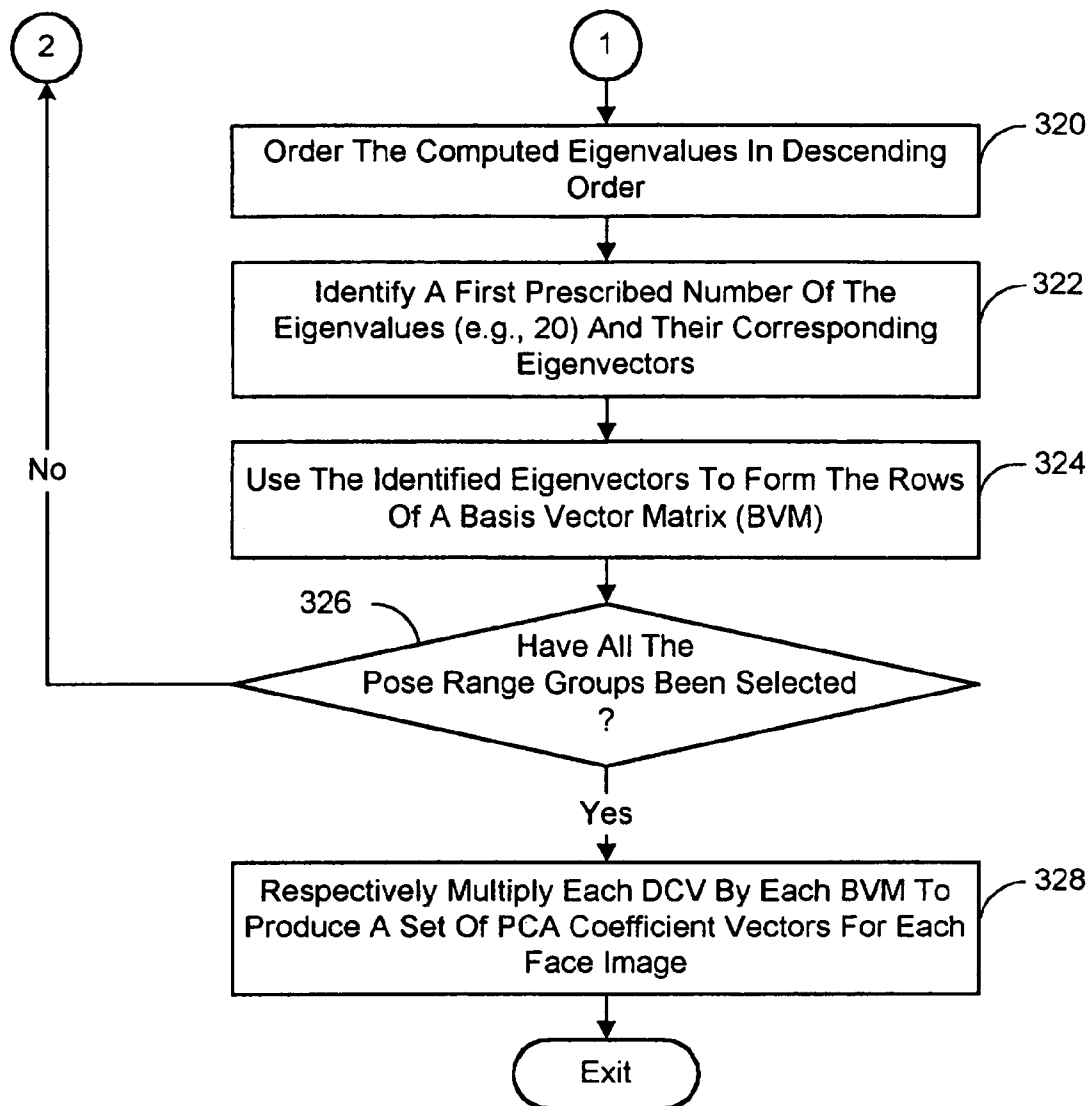 2
1
Order The Computed Eigenvalues In Descending
Order
320
Identify A First Prescribed Number Of The
Eigenvalues (e.g., 20) And Their Corresponding
Eigenvectors
322
Use The Identified Eigenvectors To Form The Rows
Of A Basis Vector Matrix (BVM)
324
No
326
Have All The
Pose Range Groups Been Selected
?
Yes
Respectively Multiply Each DCV By Each BVM To
Produce A Set Of PCA Coefficient Vectors For Each
Face Image
328
Exit